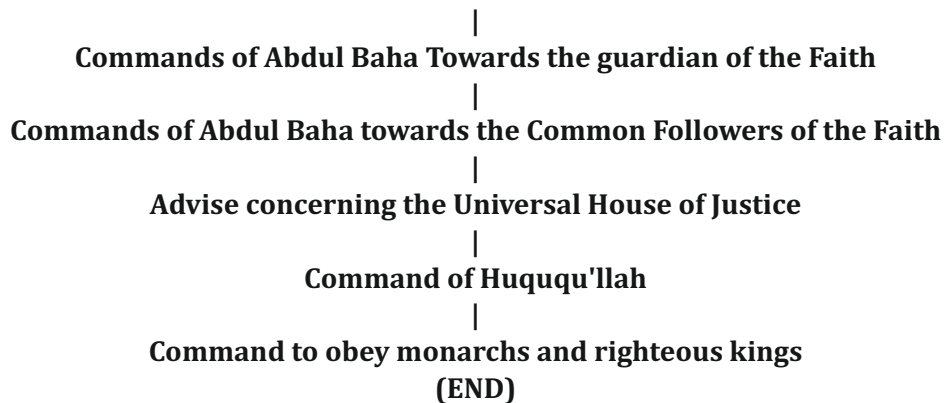 |
Commands of Abdul Baha Towards the guardian of the Faith
|
Commands of Abdul Baha towards the Common Followers of the Faith
|
Advise concerning the Universal House of Justice
|
Command of Huququ'llah
|
Command to obey monarchs and righteous kings
(END)